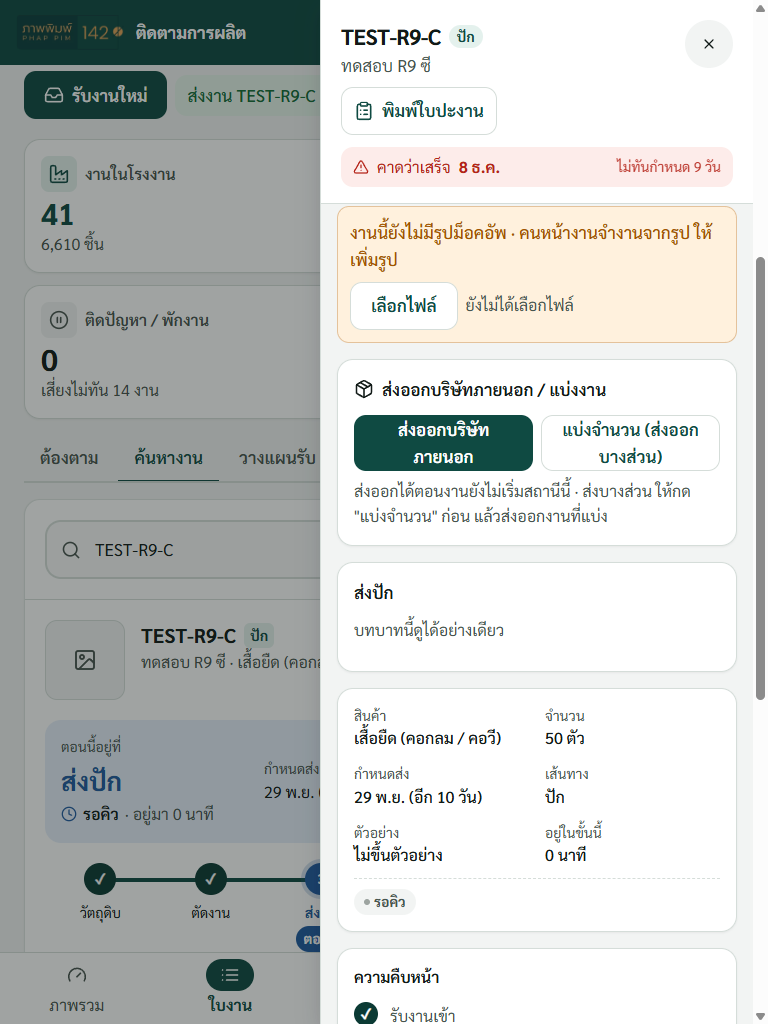 ภาพพิมพ์
PHAP PIM
142
ติดตามการผลิต
รับงานใหม่
ส่งงาน TEST-R9-C
งานในโรงงาน
41
6,610 ชิ้น
ติดปัญหา / พักงาน
0
เสี่ยงไม่ทัน 14 งาน
ต้องตาม
ค้นหางาน
วางแผนรับ
TEST-R9-C
TEST-R9-C ปัก
ทดสอบ R9 ซี · เสื้อยืด
ตอนนี้อยู่ที่
ส่งปัก
รอคิว · อยู่มา 0 นาที
กำหนดส่ง
29 พ.ย.
วัตถุดิบ
ตัดงาน
ภาพรวม
ใบงาน
TEST-R9-C ปัก
ทดสอบ R9 ซี
พิมพ์ใบปะงาน
คาดว่าเสร็จ 8 ธ.ค.
ไม่ทันกำหนด 9 วัน
งานนี้ยังไม่มีรูปม็อคอัพ · คนหน้างานจำงานจากรูป ให้
เพิ่มรูป
เลือกไฟล์
ยังไม่ได้เลือกไฟล์
ส่งออกบริษัทภายนอก / แบ่งงาน
ส่งออกบริษัท
ภายนอก
แบ่งจำนวน (ส่งออก
บางส่วน)
ส่งออกได้ตอนงานยังไม่เริ่มสถานีนี้ · ส่งบางส่วน ให้กด
"แบ่งจำนวน" ก่อน แล้วส่งออกงานที่แบ่ง
ส่งปัก
บทบาทนี้ดูได้อย่างเดียว
สินค้า
เสื้อยืด (คอกลม / คอวี)
จำนวน
50 ตัว
กำหนดส่ง
29 พ.ย. (อีก 10 วัน)
เส้นทาง
ปัก
ตัวอย่าง
ไม่ขึ้นตัวอย่าง
อยู่ในขั้นนี้
0 นาที
รอคิว
ความคืบหน้า
รับงานเข้า